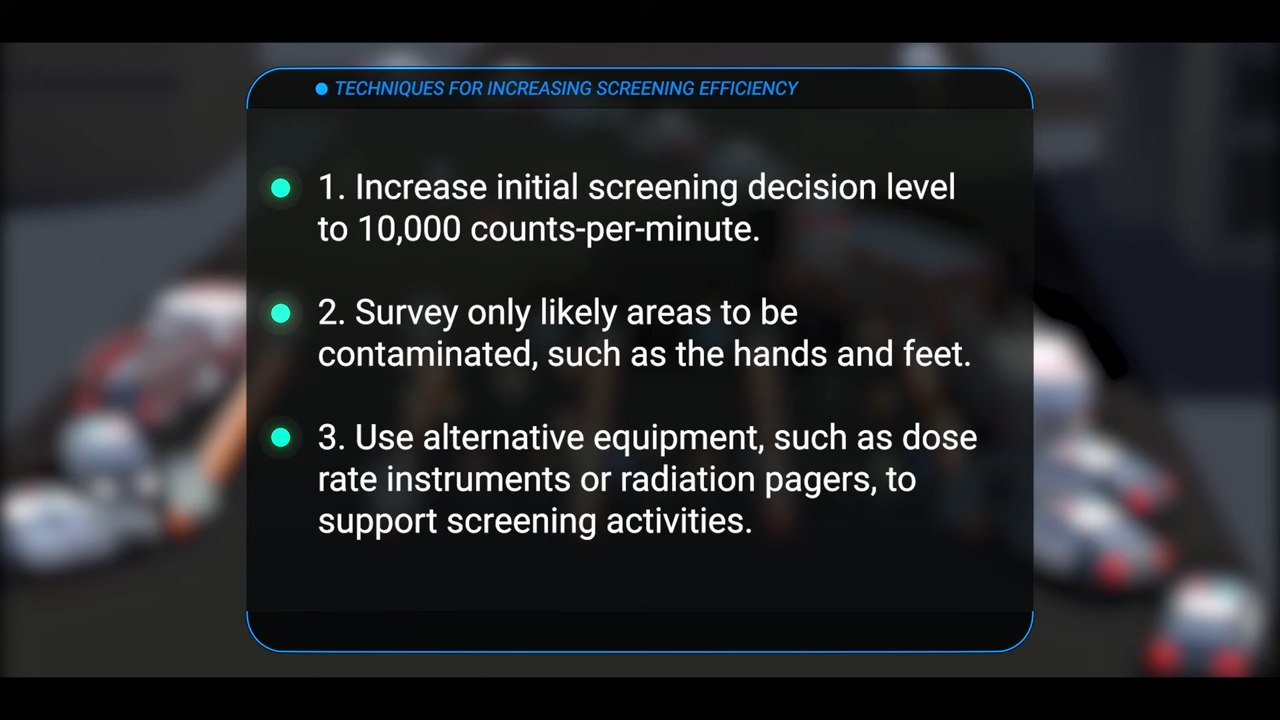 TECHNIQUES FOR INCREASING SCREENING EFFICIENCY
1. Increase initial screening decision level
to 10,000 counts-per-minute.
2. Survey only likely areas to be
contaminated, such as the hands and feet.
3. Use alternative equipment, such as dose
rate instruments or radiation pagers, to
support screening activities.